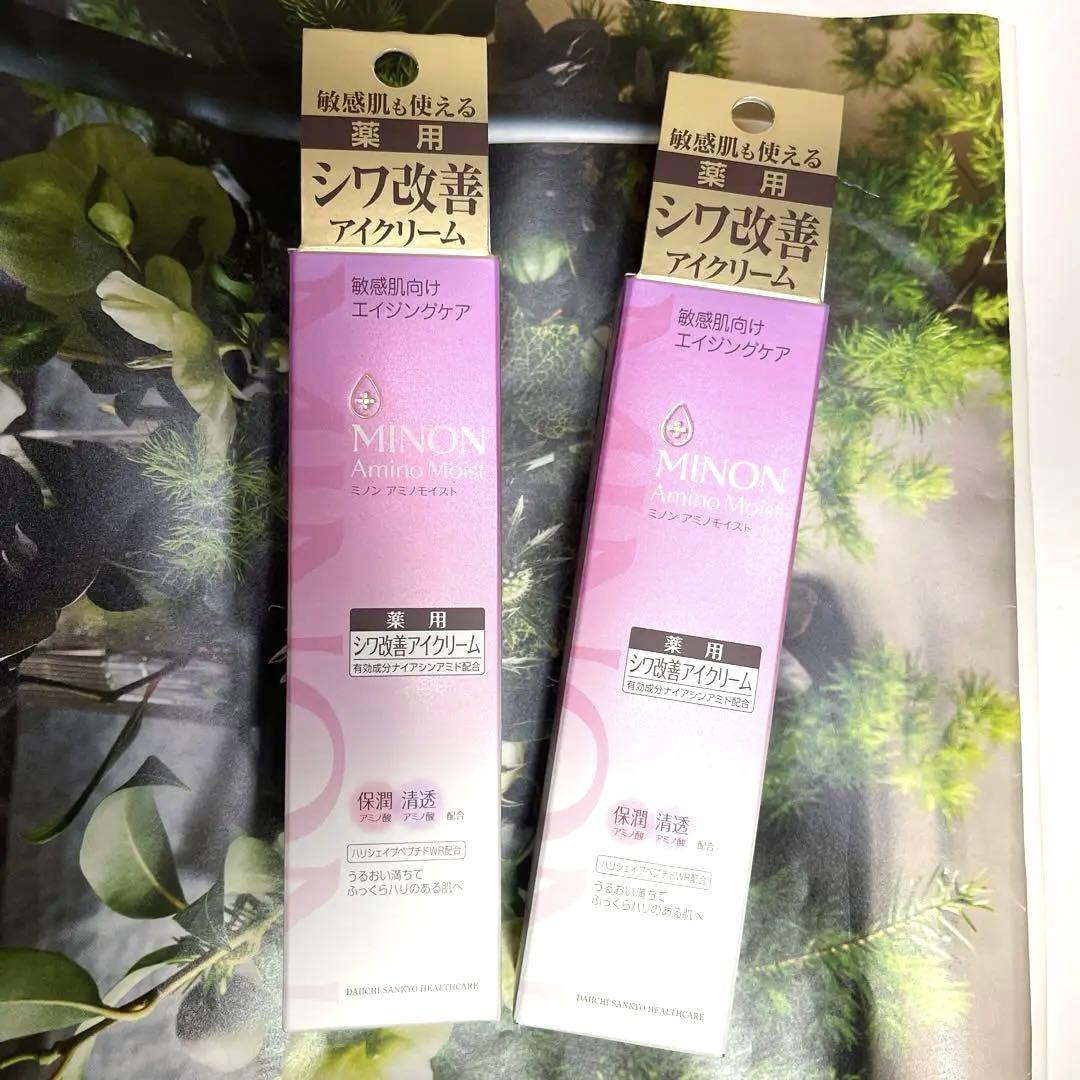 敏感肌も使える
薬用
シワ改善
アイクリーム
敏感肌向け
エイジングケア
MINON
Amino Moist
ミノン アミノモイスト
薬用
シワ改善アイクリーム
有効成分ナイアシンアミド配合
保潤 清透
アミノ酸 アミノ酸 配合
ハリシェイプペプチドWR配合
うるおい満ちて
ふっくらハリのある肌へ
DAIICHI SANKYO HEALTHCARE
敏感肌も使える
薬用
シワ改善
アイクリーム
敏感肌向け
エイジングケア
MINON
Amino Moist
ミノン アミノモイスト
薬用
シワ改善アイクリーム
有効成分ナイアシンアミド配合
保潤 清透
アミノ酸 アミノ酸 配合
ハリシェイプペプチドWR配合
うるおい満ちて
ふっくらハリのある肌へ
DAIICHI SANKYO HEALTHCARE